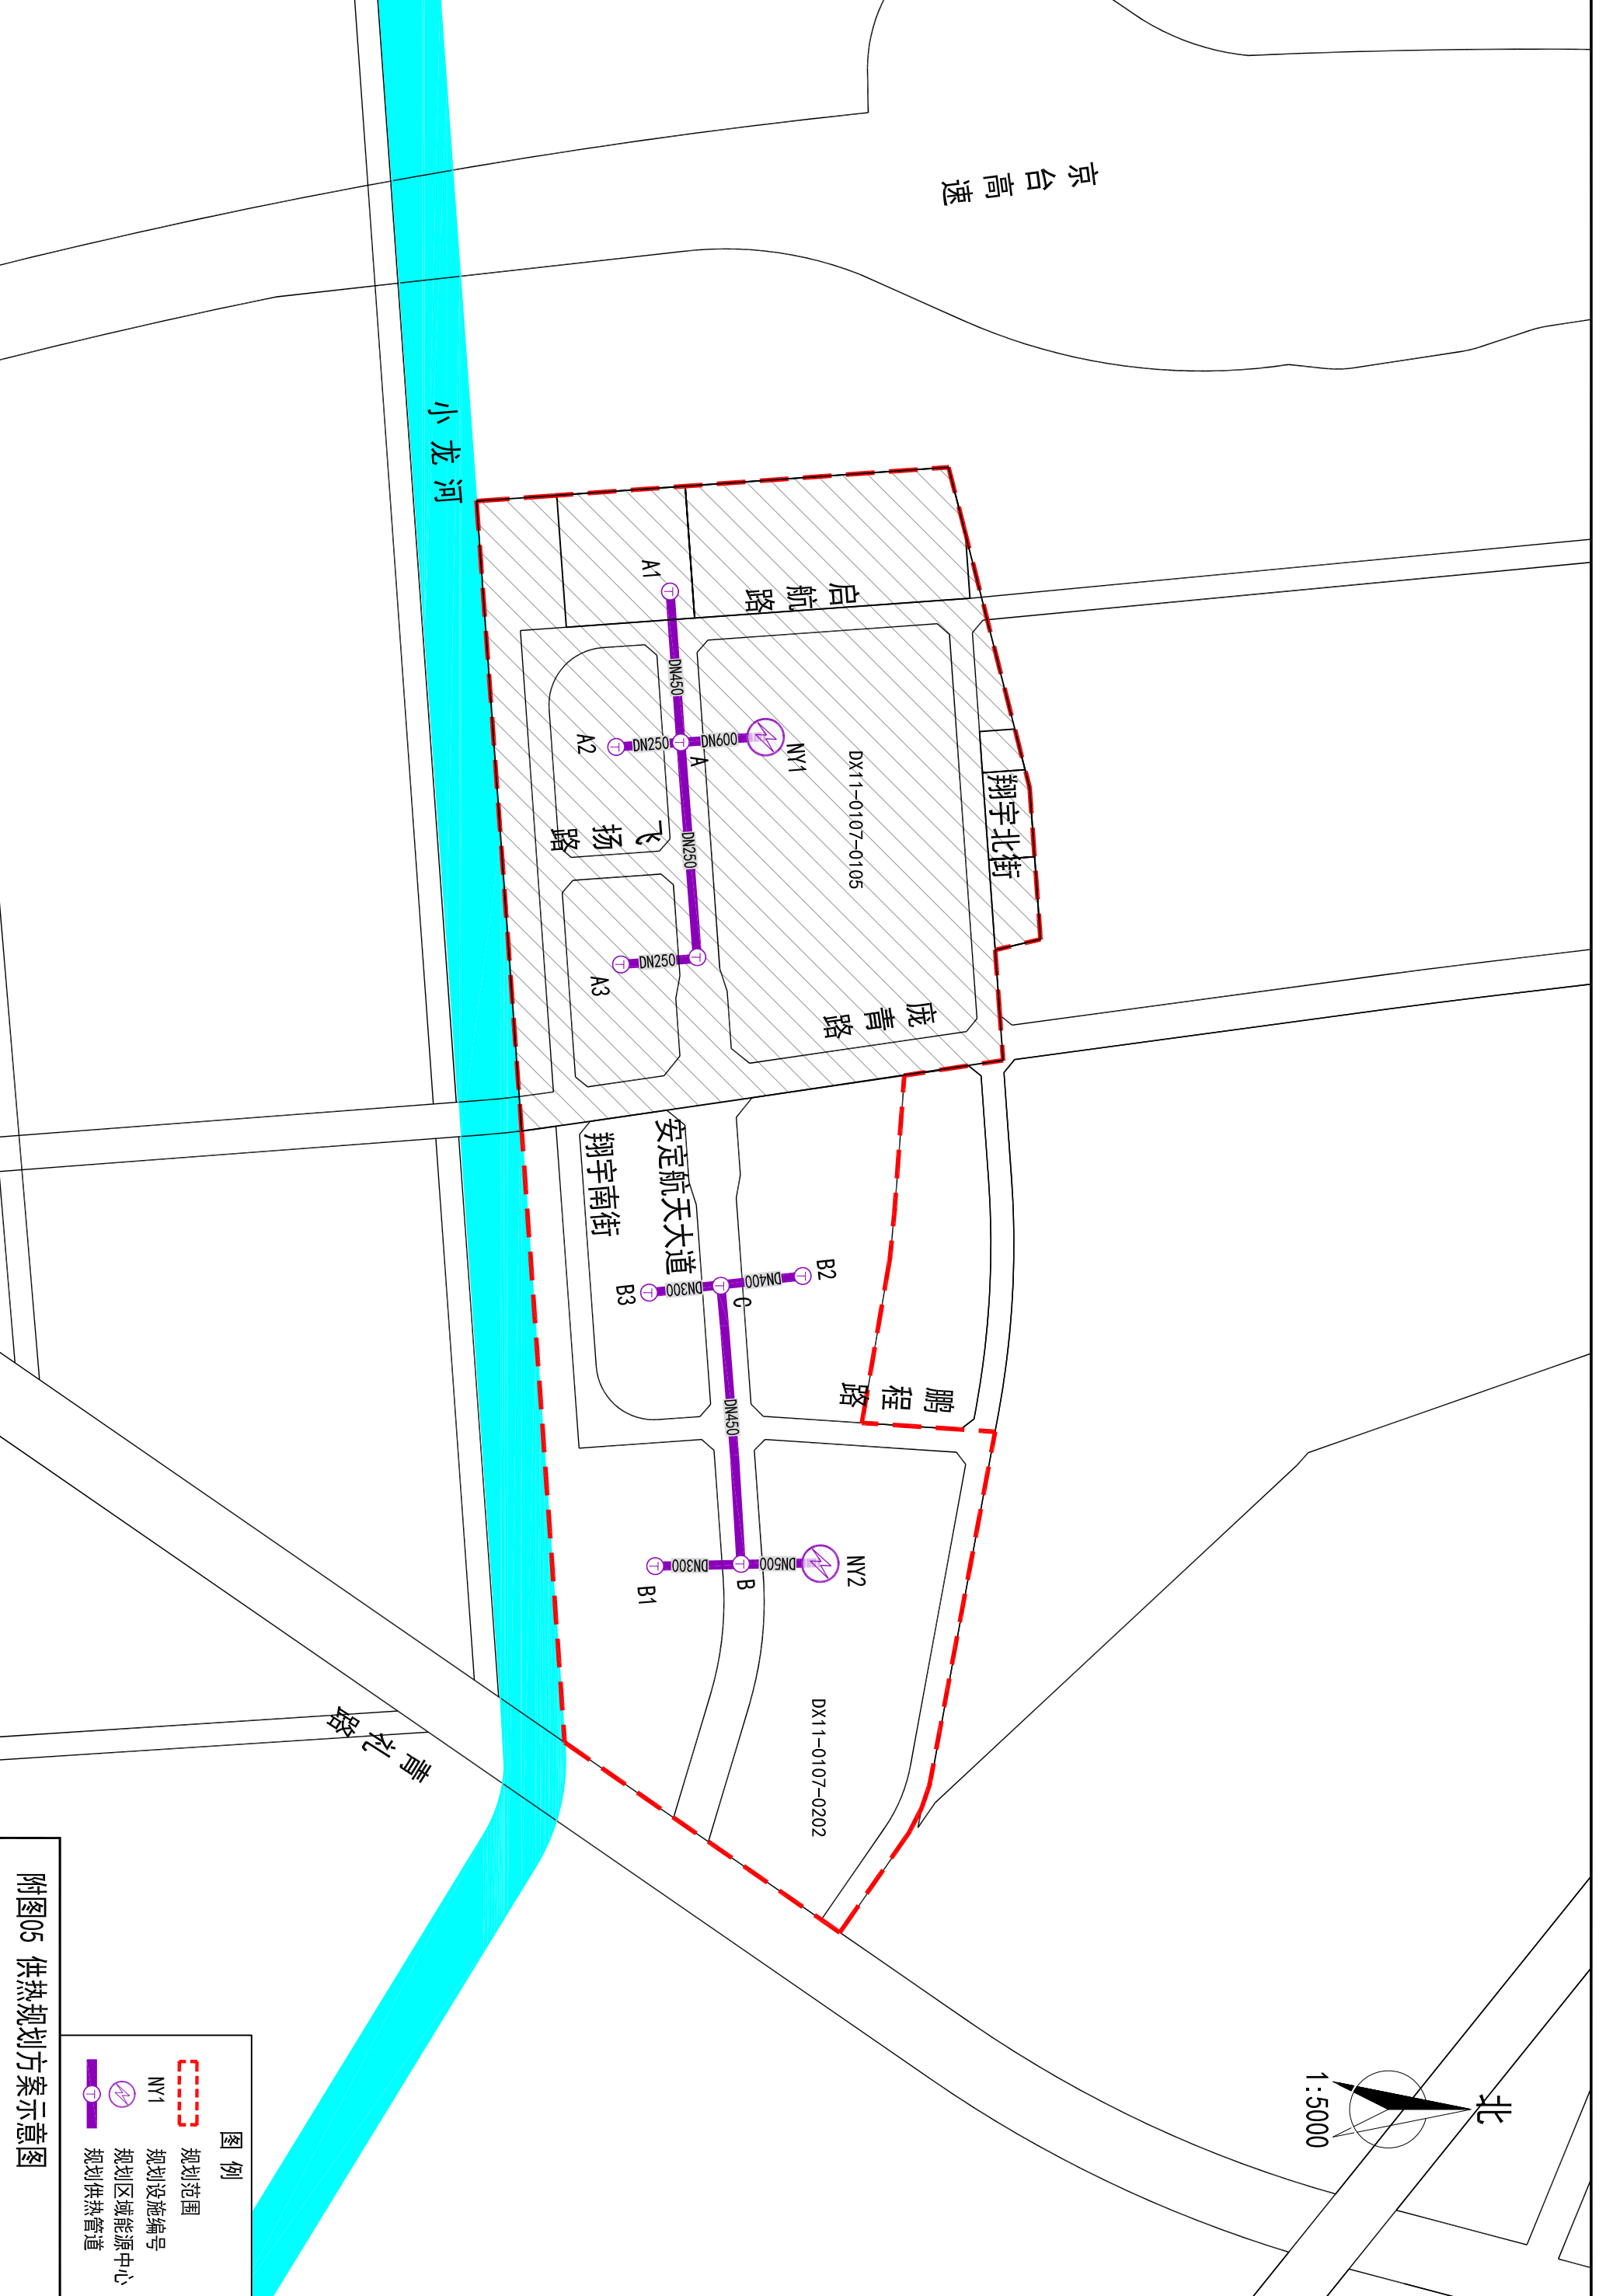 北
1:5000
京台高速
小龙河
启航路
翔宇北街
A1
DN450
A2
DN250
A
DN600
NY1
DX11-0107-0105
飞扬路
DN250
A3
DN250
庞青路
翔宇南街
安定航天大道
B3
DN300
C
DN400
B2
鹏程路
DN450
B1
DN300
B
DN500
NY2
DX11-0107-0202
青礼路
图例
规划范围
NY1 规划设施编号
规划区域能源中心
规划供热管道
附图05 供热规划方案示意图